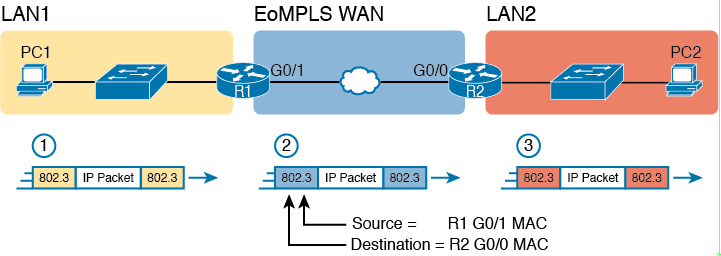 LAN1
EoMPLS WAN
LAN2
PC1
PC2
G0/1
G0/0
R1
R2
1
2
3
802.3 IP Packet 802.3
802.3 IP Packet 802.3
802.3 IP Packet 802.3
Source = R1 G0/1 MAC
Destination = R2 G0/0 MAC